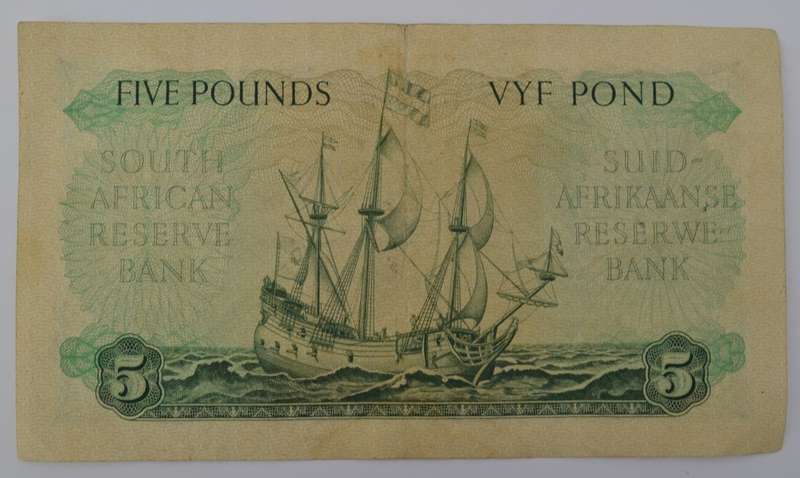 FIVE POUNDS
VYF POND
SOUTH
AFRICAN
RESERVE
BANK
SUID-
AFRIKAANSE
RESERWE-
BANK
5
5